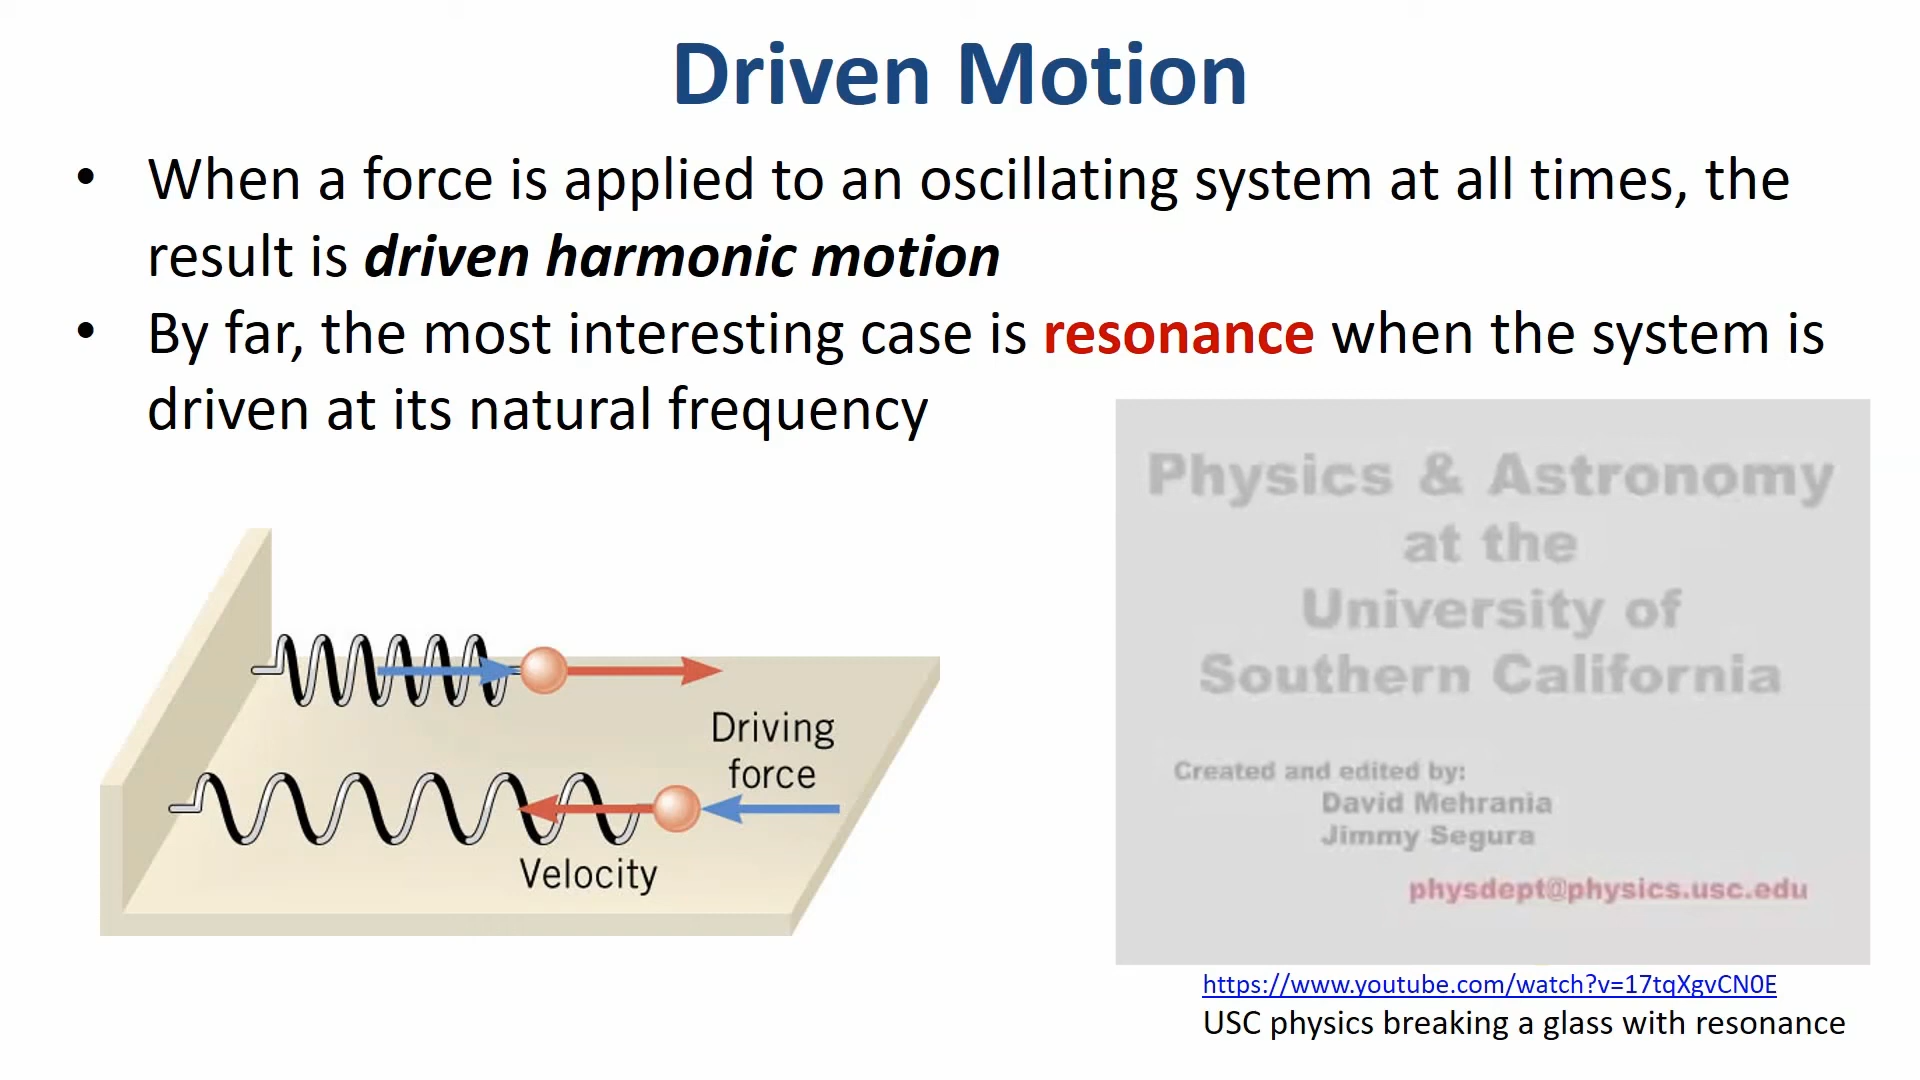 Driven Motion
• When a force is applied to an oscillating system at all times, the
result is driven harmonic motion
• By far, the most interesting case is resonance when the system is
driven at its natural frequency
Driving
force
Velocity
Physics & Astronomy
at the
University of
Southern California
Created and edited by:
David Mehrania
Jimmy Segura
physdept@physics.usc.edu
https://www.youtube.com/watch?v=17tqXgvCN0E
USC physics breaking a glass with resonance